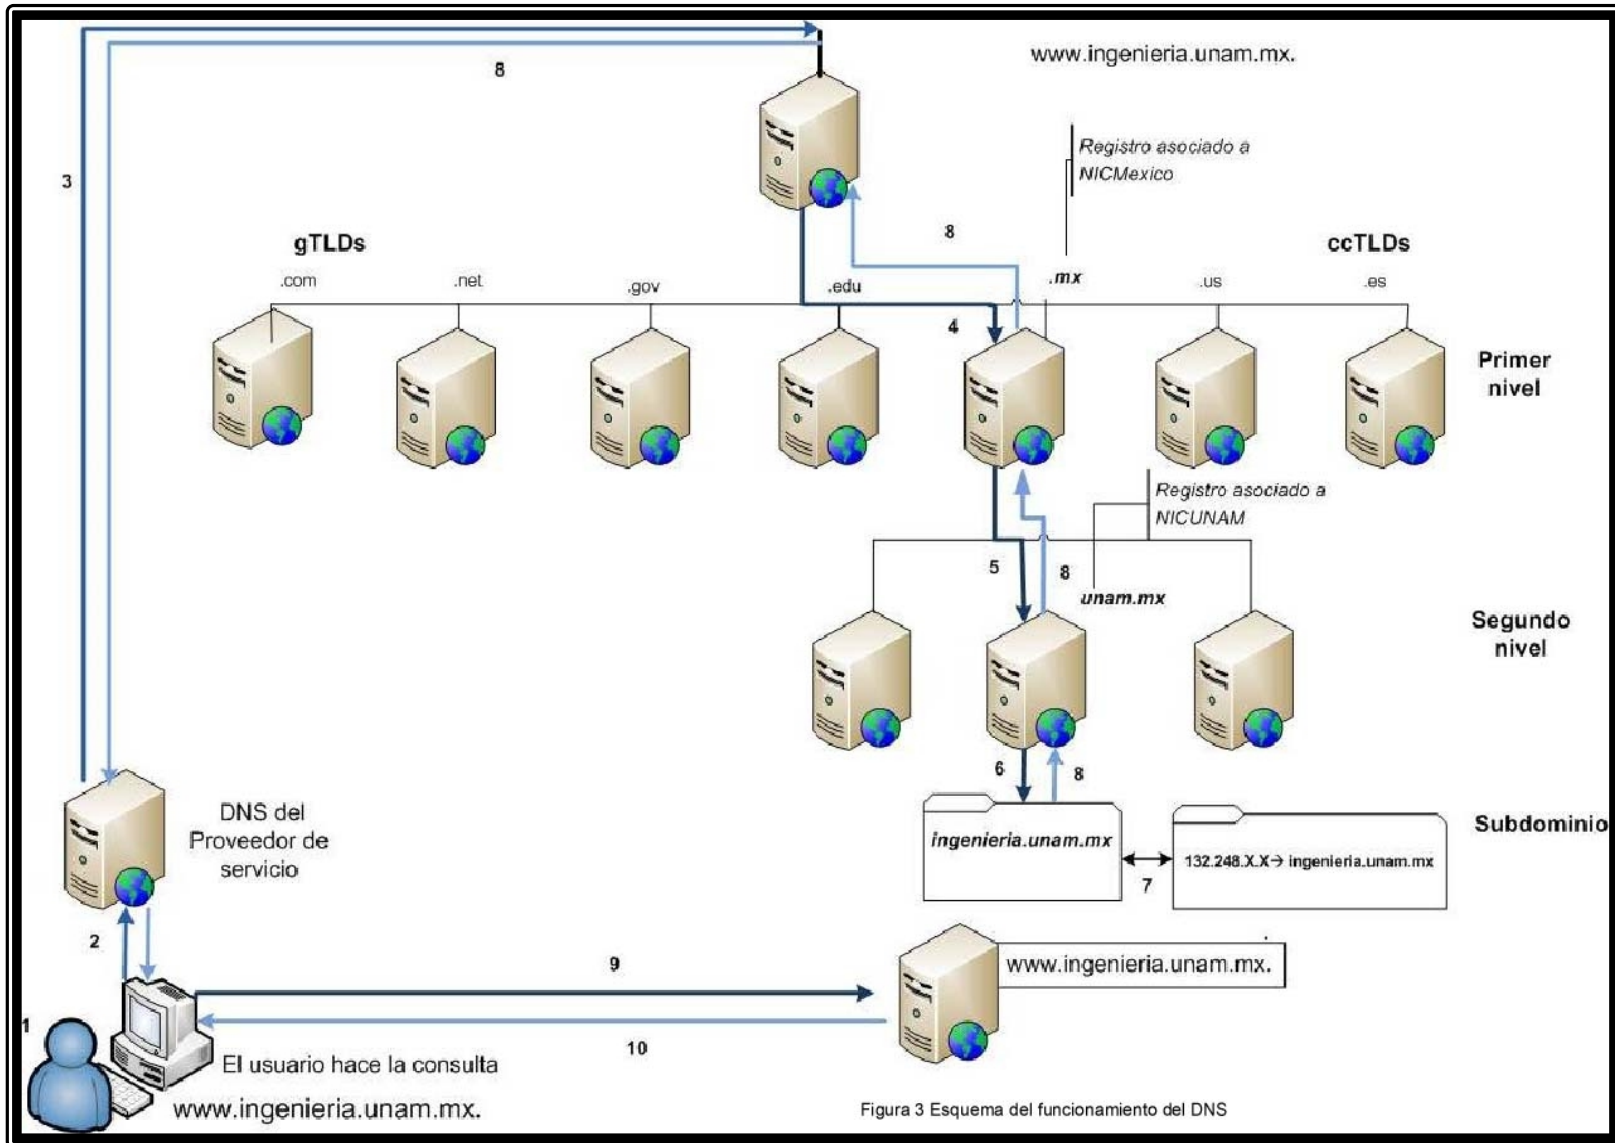 8
www.ingenieria.unam.mx.
3
Registro asociado a
NICMexico
8
gTLDs
ccTLDs
.com
.net
.gov
.edu
.mx
.us
.es
4
Primer
nivel
Registro asociado a
NICUNAM
5
8
unam.mx
Segundo
nivel
6
8
DNS del
Proveedor de
servicio
Subdominio
ingenieria.unam.mx
132.248.X.X→ ingenieria.unam.mx
7
2
9
www.ingenieria.unam.mx.
1
10
El usuario hace la consulta
www.ingenieria.unam.mx.
Figura 3 Esquema del funcionamiento del DNS